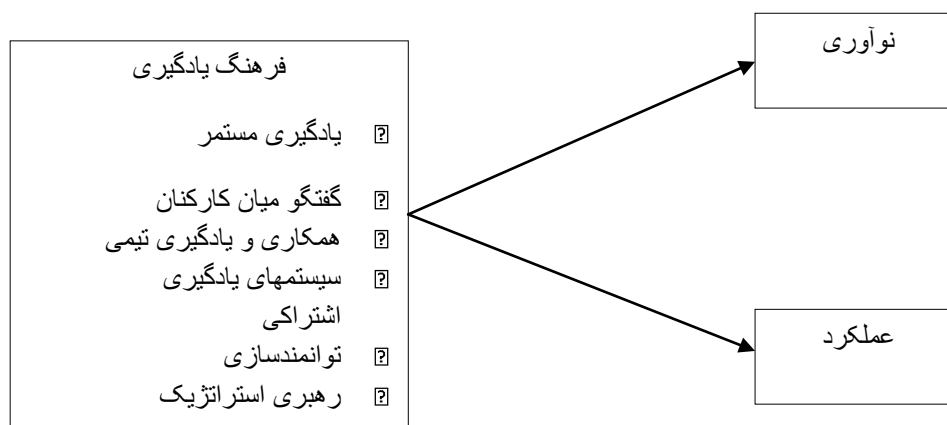 فرهنگ یادگیری
یادگیری مستمر
گفتگو میان کارکنان
همکاری و یادگیری تیمی
سیستمهای یادگیری
اشتراکی
توانمندسازی
رهبری استراتژیک
نوآوری
عملکرد